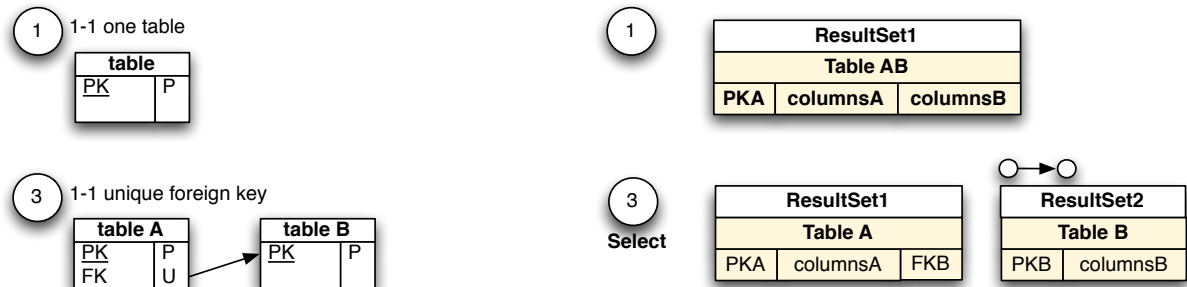 1 1-1 one table
table
PK P
3 1-1 unique foreign key
table A
PK P
FK U
table B
PK P
1
ResultSet1
Table AB
PKA columnsA columnsB
3
Select
ResultSet1
Table A
PKA columnsA FKB
ResultSet2
Table B
PKB columnsB